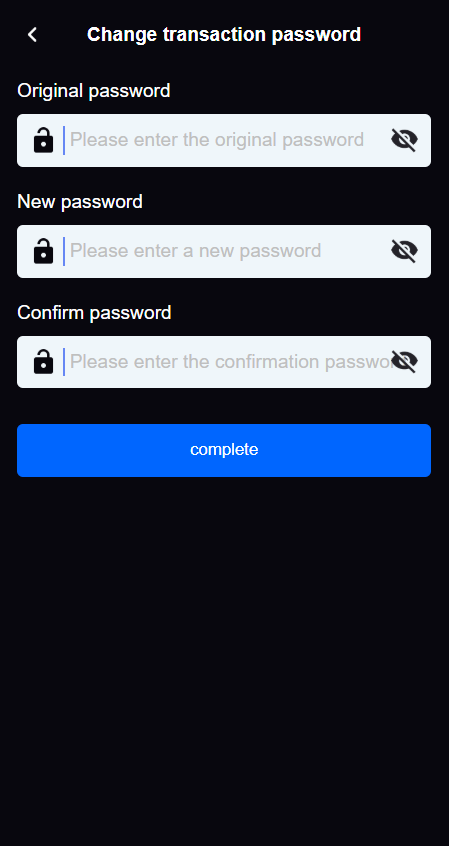 Change transaction password
Original password
Please enter the original password
New password
Please enter a new password
Confirm password
Please enter the confirmation
complete